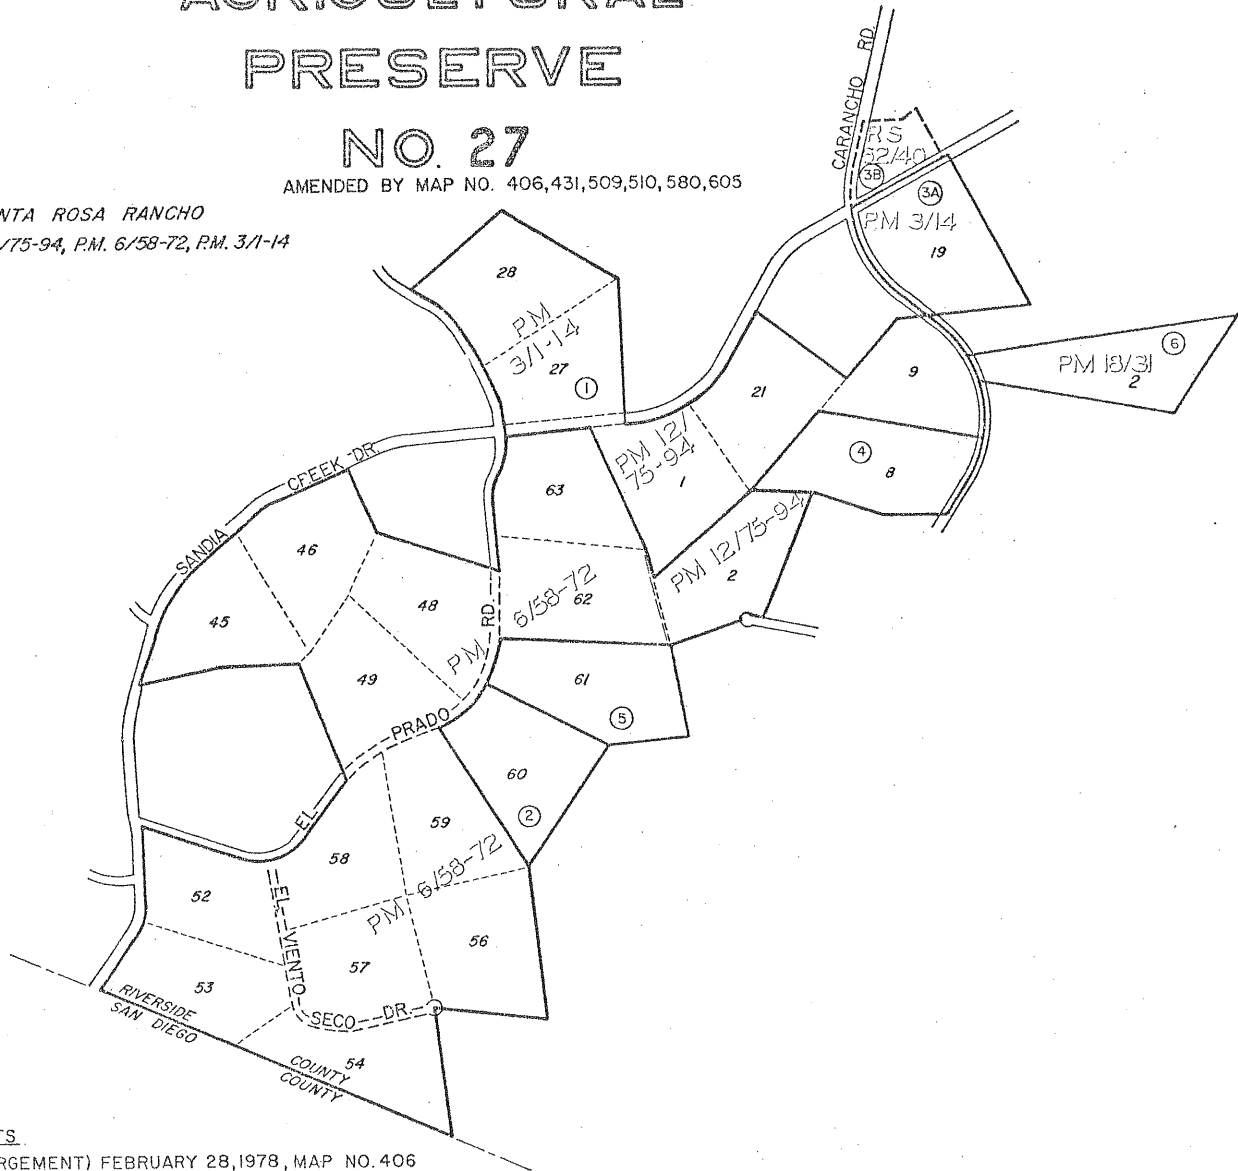 AGRICULTURAL
PRESERVE
NO. 27
AMENDED BY MAP NO. 406,431,509,510,580,605
NTA ROSA RANCHO
/75-94, P.M. 6/58-72, P.M. 3/1-14
CARANCHO RD.
RS
52/40
3B
3A
PM 3/14
19
28
PM
3/1-14
27
1
6
PM 18/31
2
9
21
4
8
PM 12/
75-94
1
SANDIA CREEK DR.
63
46
PM 12/75-94
2
45
48
RD.
PM 6/58-72
62
49
61
5
EL PRADO
60
2
59
58
PM 6/58-72
52
EL VIENTO
56
57
53
SECO DR.
RIVERSIDE
SAN DIEGO
COUNTY
COUNTY
54
TS
RGEMENT) FEBRUARY 28,1978, MAP NO. 406